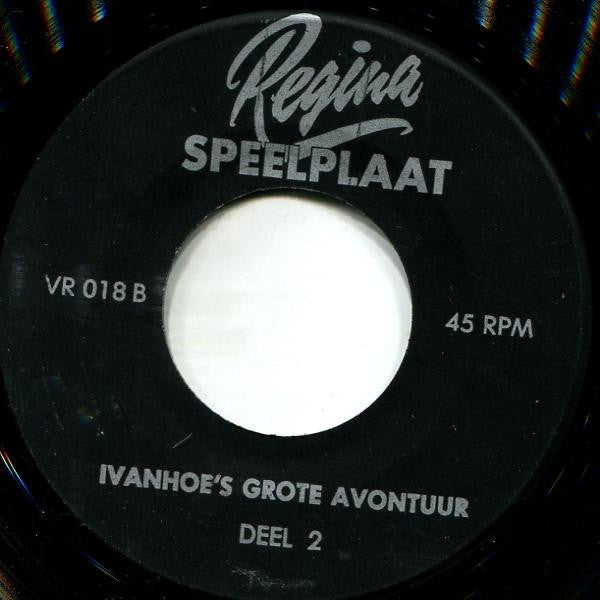 Regina
SPEELPLAAT
VR 018 B
45 RPM
IVANHOE'S GROTE AVONTUUR
DEEL 2